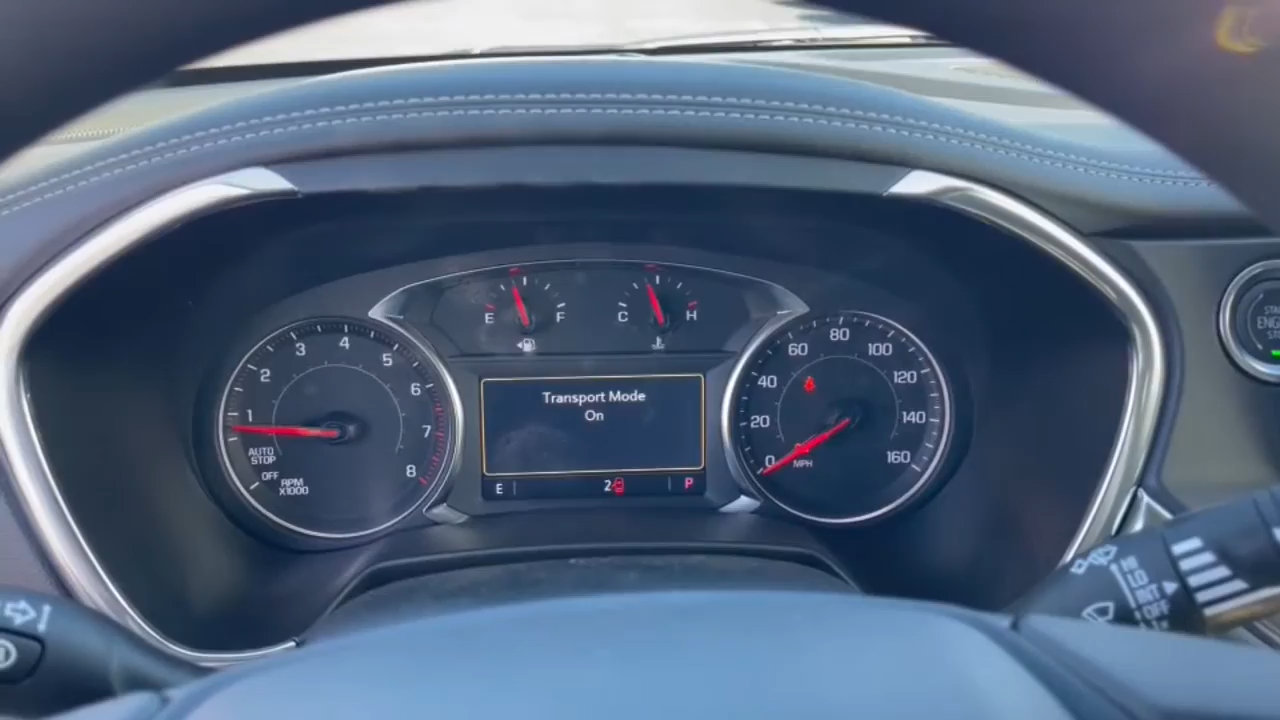 E F
C H
1 2 3 4 5 6 7 8
AUTO
STOP
OFF
RPM
X1000
Transport Mode
On
E 2 P
0 20 40 60 80 100 120 140 160
MPH
ENG
HI
LO
INT
OFF